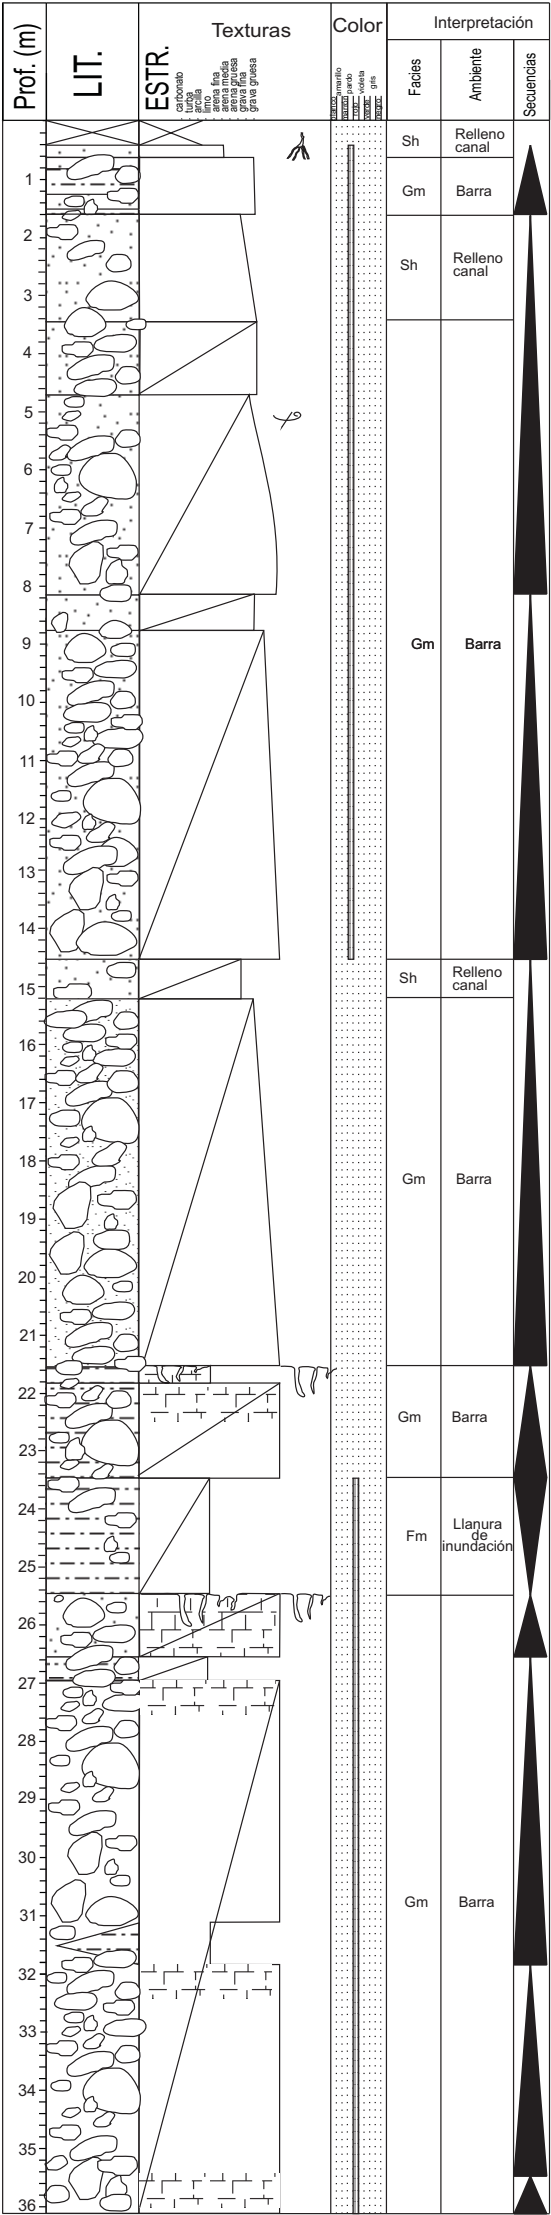 Prof. (m)
LIT.
ESTR.
Texturas
carbonato
turba
arcilla
limo
arena fina
arena media
arena gruesa
grava fina
grava gruesa
Color
blanco
amarillo
marrón
pardo
rojo
violeta
verde
gris
negro
Interpretación
Facies
Ambiente
Secuencias
Sh
Relleno
canal
1
Gm
Barra
2
Sh
Relleno
canal
3
4
5
6
7
8
9
Gm
Barra
10
11
12
13
14
Sh
Relleno
canal
15
16
17
18
Gm
Barra
19
20
21
22
Gm
Barra
23
24
Fm
Llanura
de
inundación
25
26
27
28
29
30
Gm
Barra
31
32
33
34
35
36